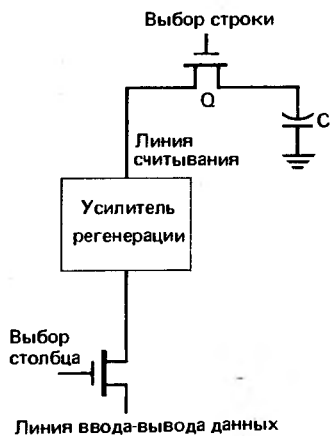 Выбор строки
Q
C
Линия
считывания
Усилитель
регенерации
Выбор
столбца
Линия ввода-вывода данных